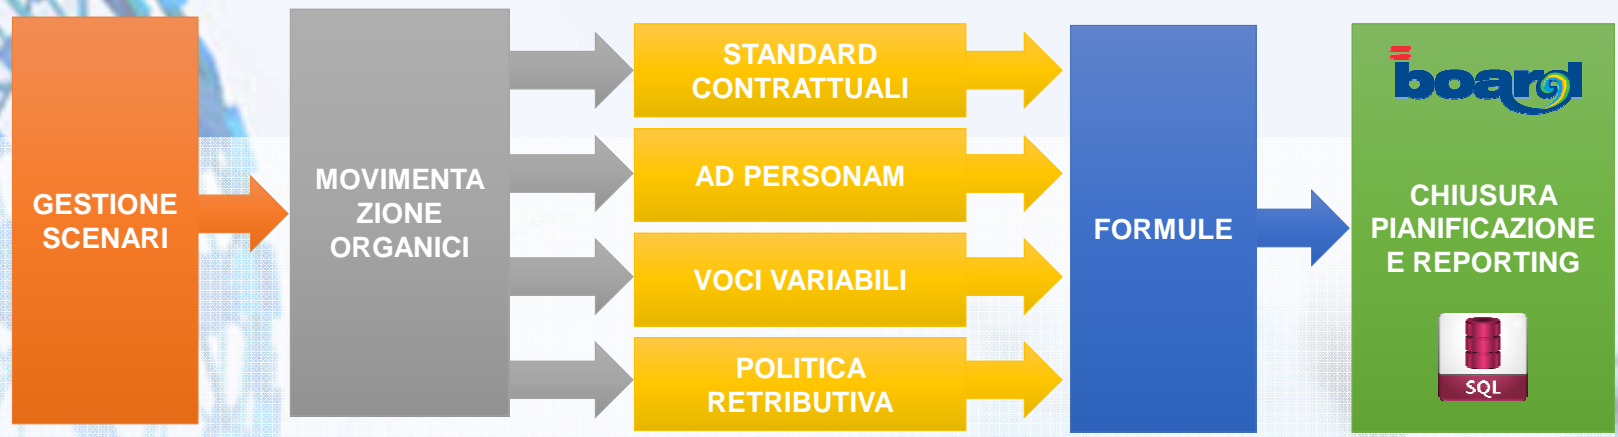 GESTIONE
SCENARI
MOVIMENTA
ZIONE
ORGANICI
STANDARD
CONTRATTUALI
AD PERSONAM
VOCI VARIABILI
POLITICA
RETRIBUTIVA
FORMULE
board
CHIUSURA
PIANIFICAZIONE
E REPORTING
SQL